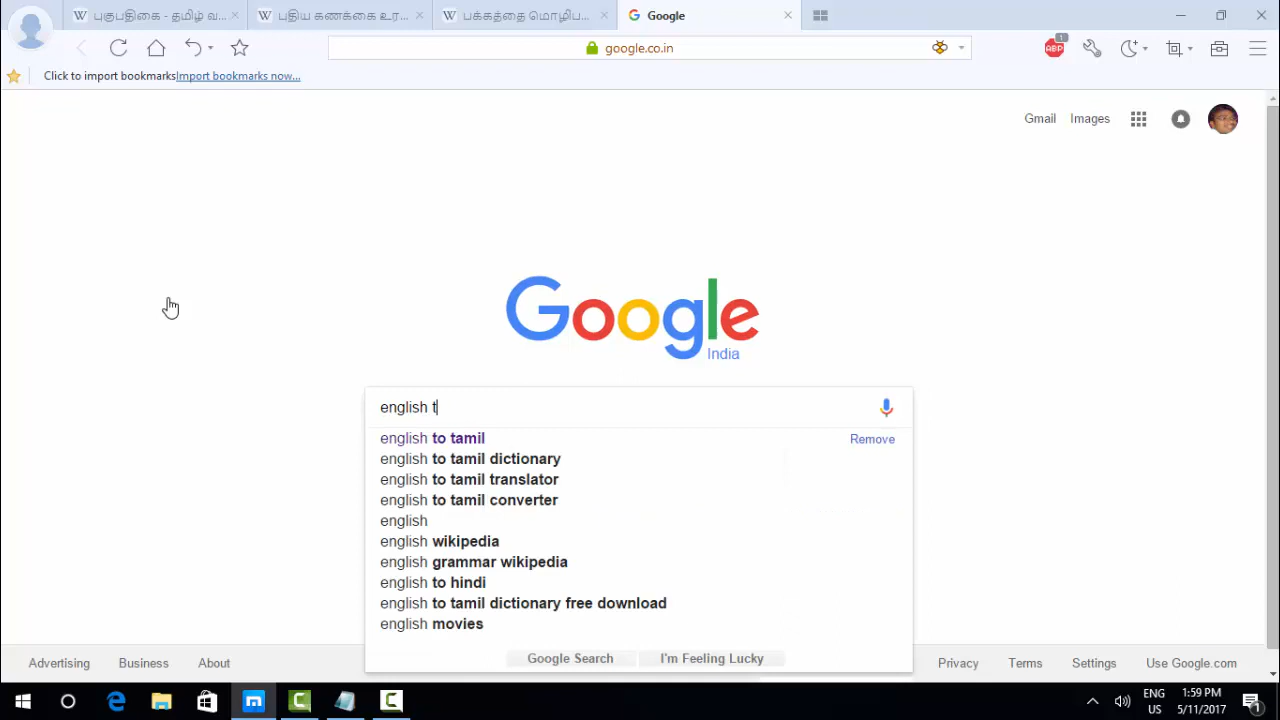 புகுபதிகை - தமிழ் வ
புதிய கணக்கை உர
பக்கத்தை மொழிப
Google
google.co.in
ABP
1
Click to import bookmarks Import bookmarks now...
Gmail Images
Google
India
english t
english to tamil Remove
english to tamil dictionary
english to tamil translator
english to tamil converter
english
english wikipedia
english grammar wikipedia
english to hindi
english to tamil dictionary free download
english movies
Google Search I'm Feeling Lucky
Advertising Business About Privacy Terms Settings Use Google.com
ENG 1:59 PM
US 5/11/2017 1